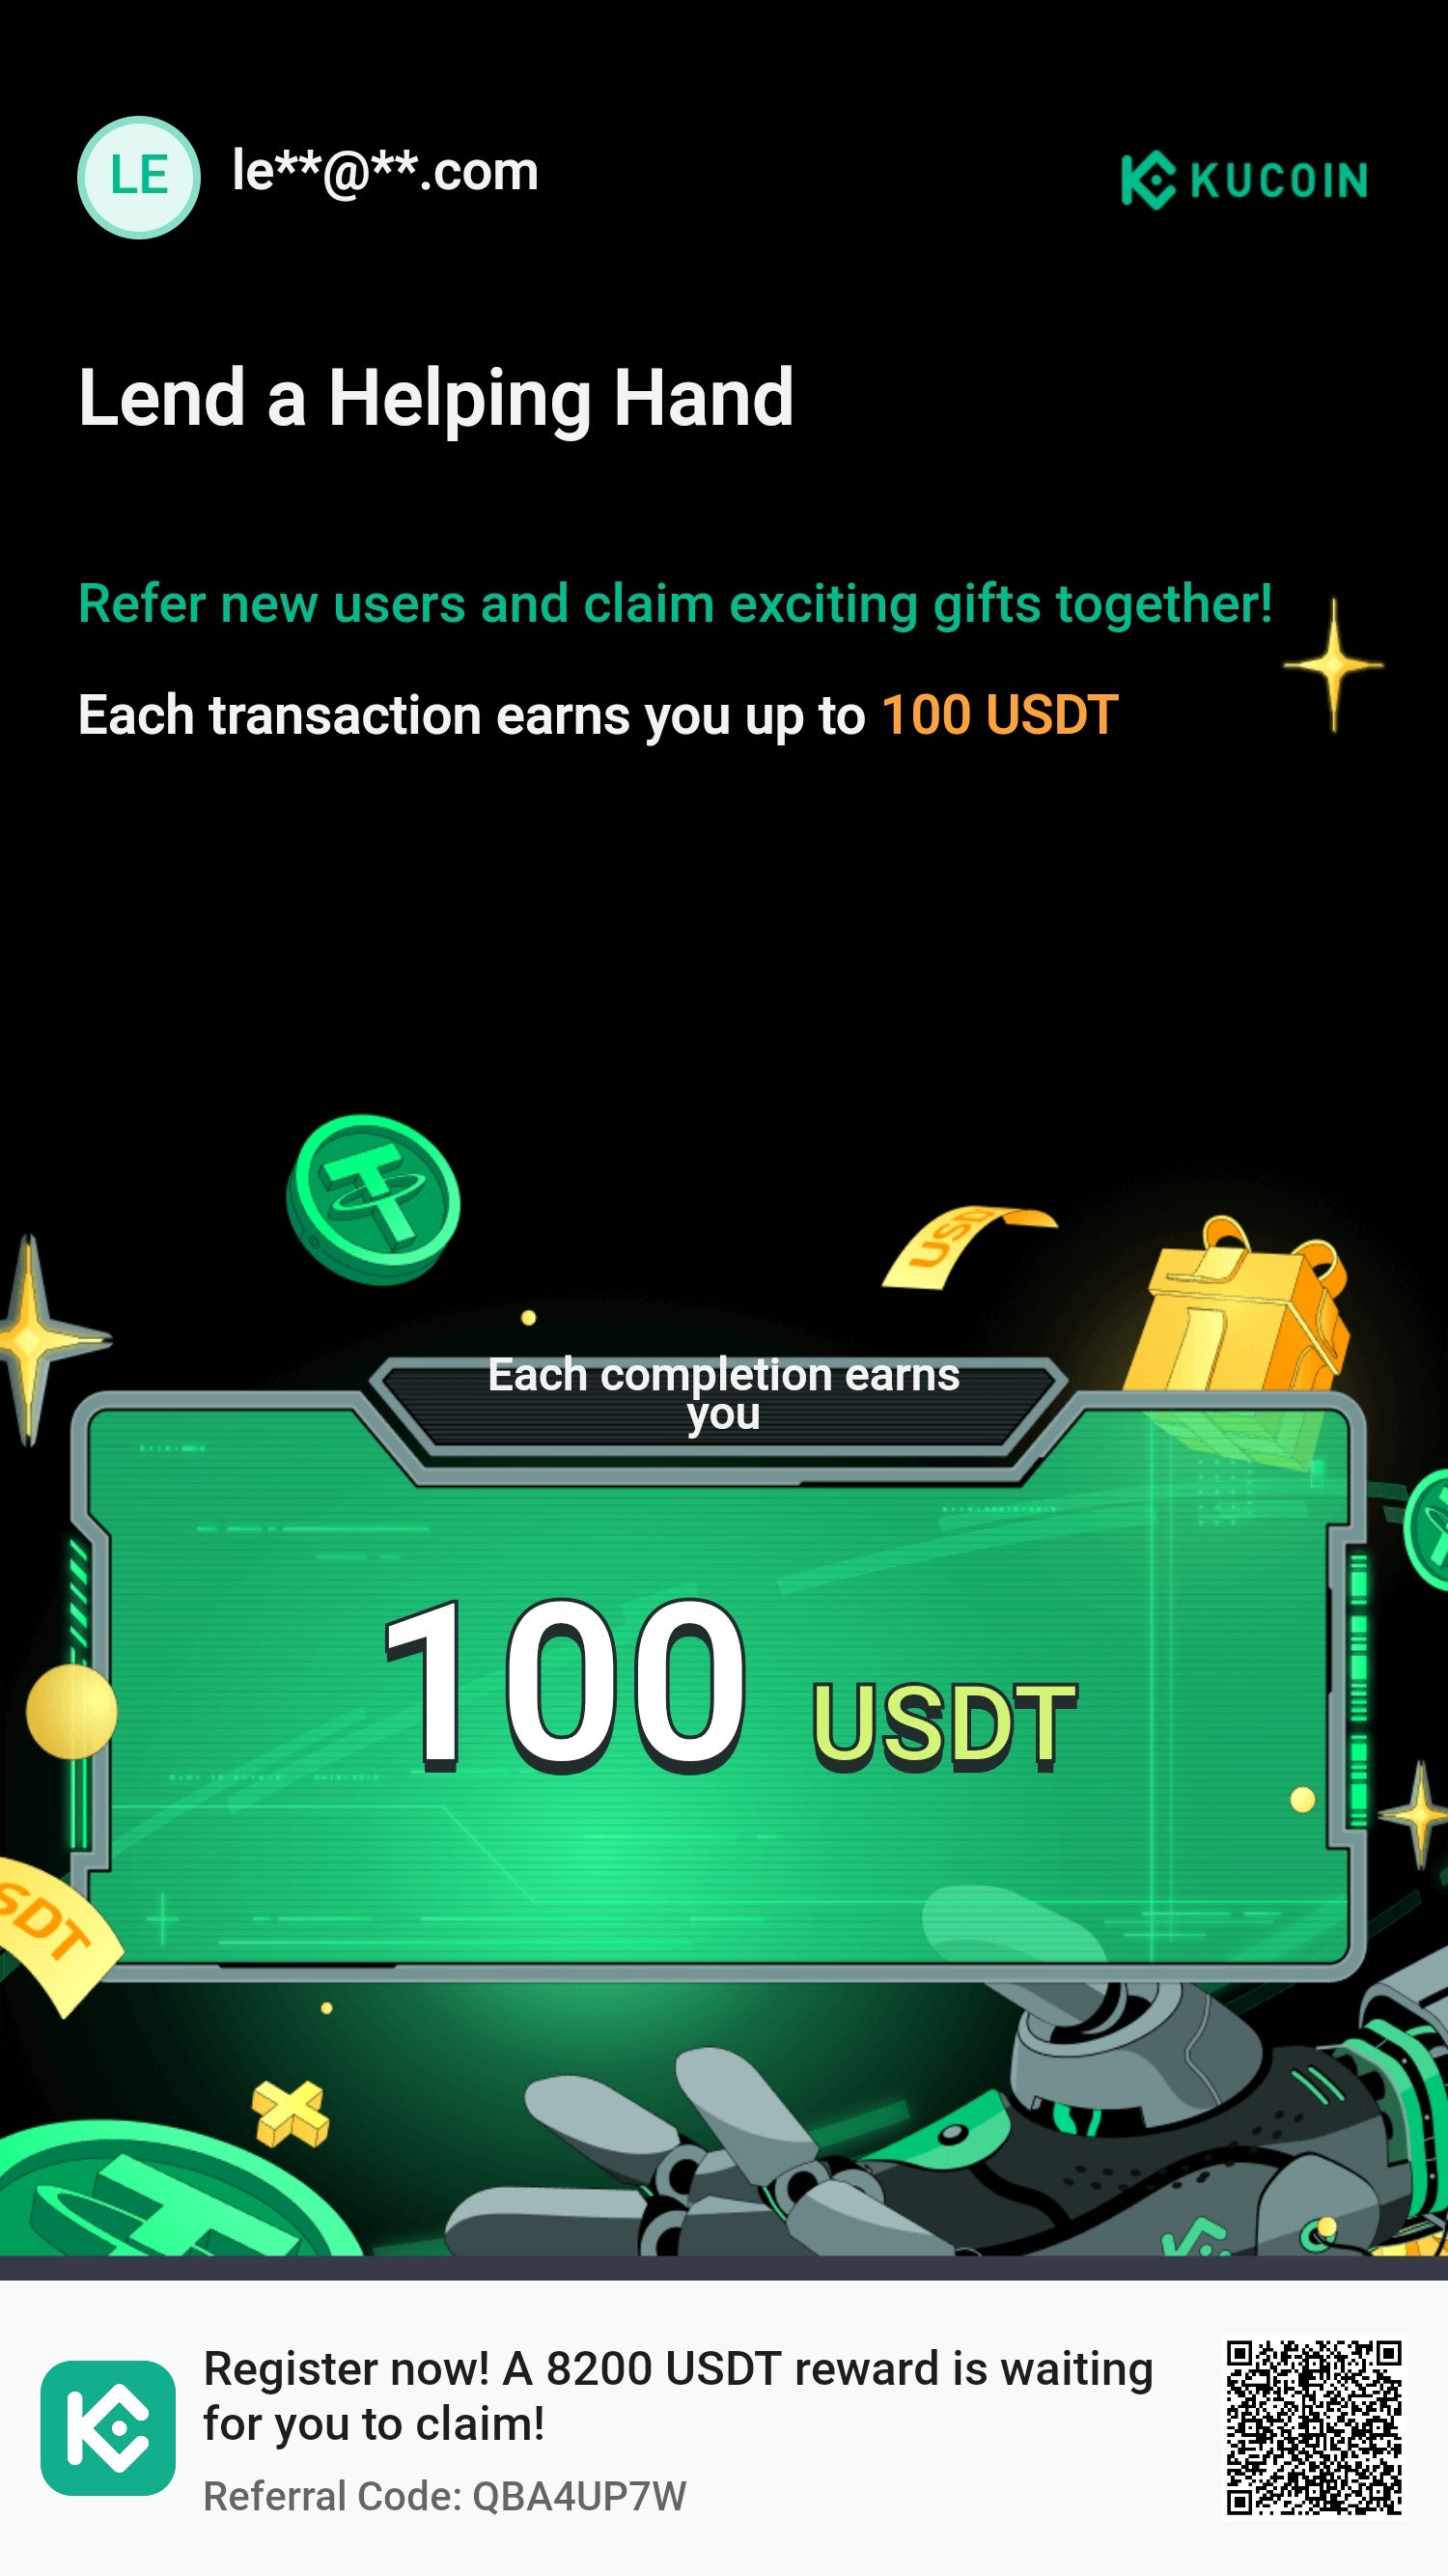 LE
le**@**.com
KUCOIN
Lend a Helping Hand
Refer new users and claim exciting gifts together!
Each transaction earns you up to 100 USDT
USD
Each completion earns
you
100 USDT
SDT
Register now! A 8200 USDT reward is waiting
for you to claim!
Referral Code: QBA4UP7W